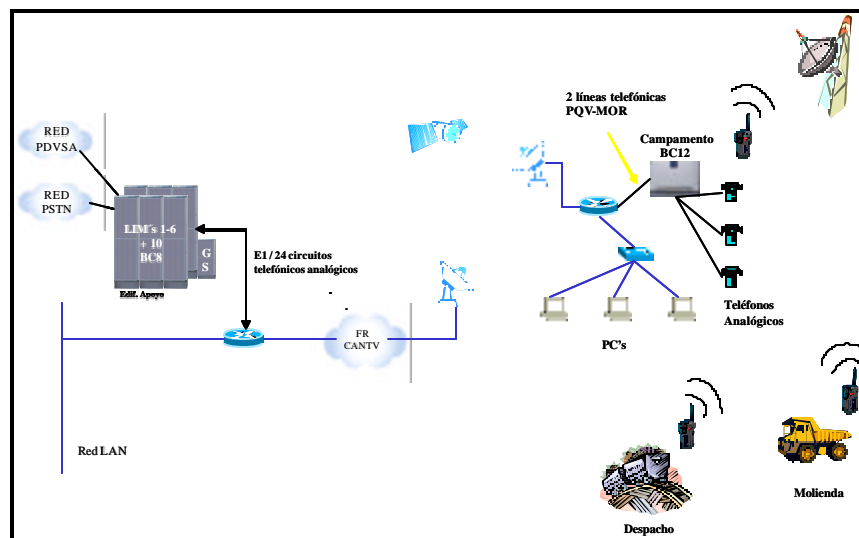 RED
PDVSA
RED
PSTN
LIM´s 1-6
+ 10
BC8
G
S
Edif. Apoyo
E1 / 24 circuitos
telefónicos analógicos
FR
CANTV
Red LAN
2 líneas telefónicas
PQV-MOR
Campamento
BC12
Teléfonos
Analógicos
PC's
Despacho
Molienda